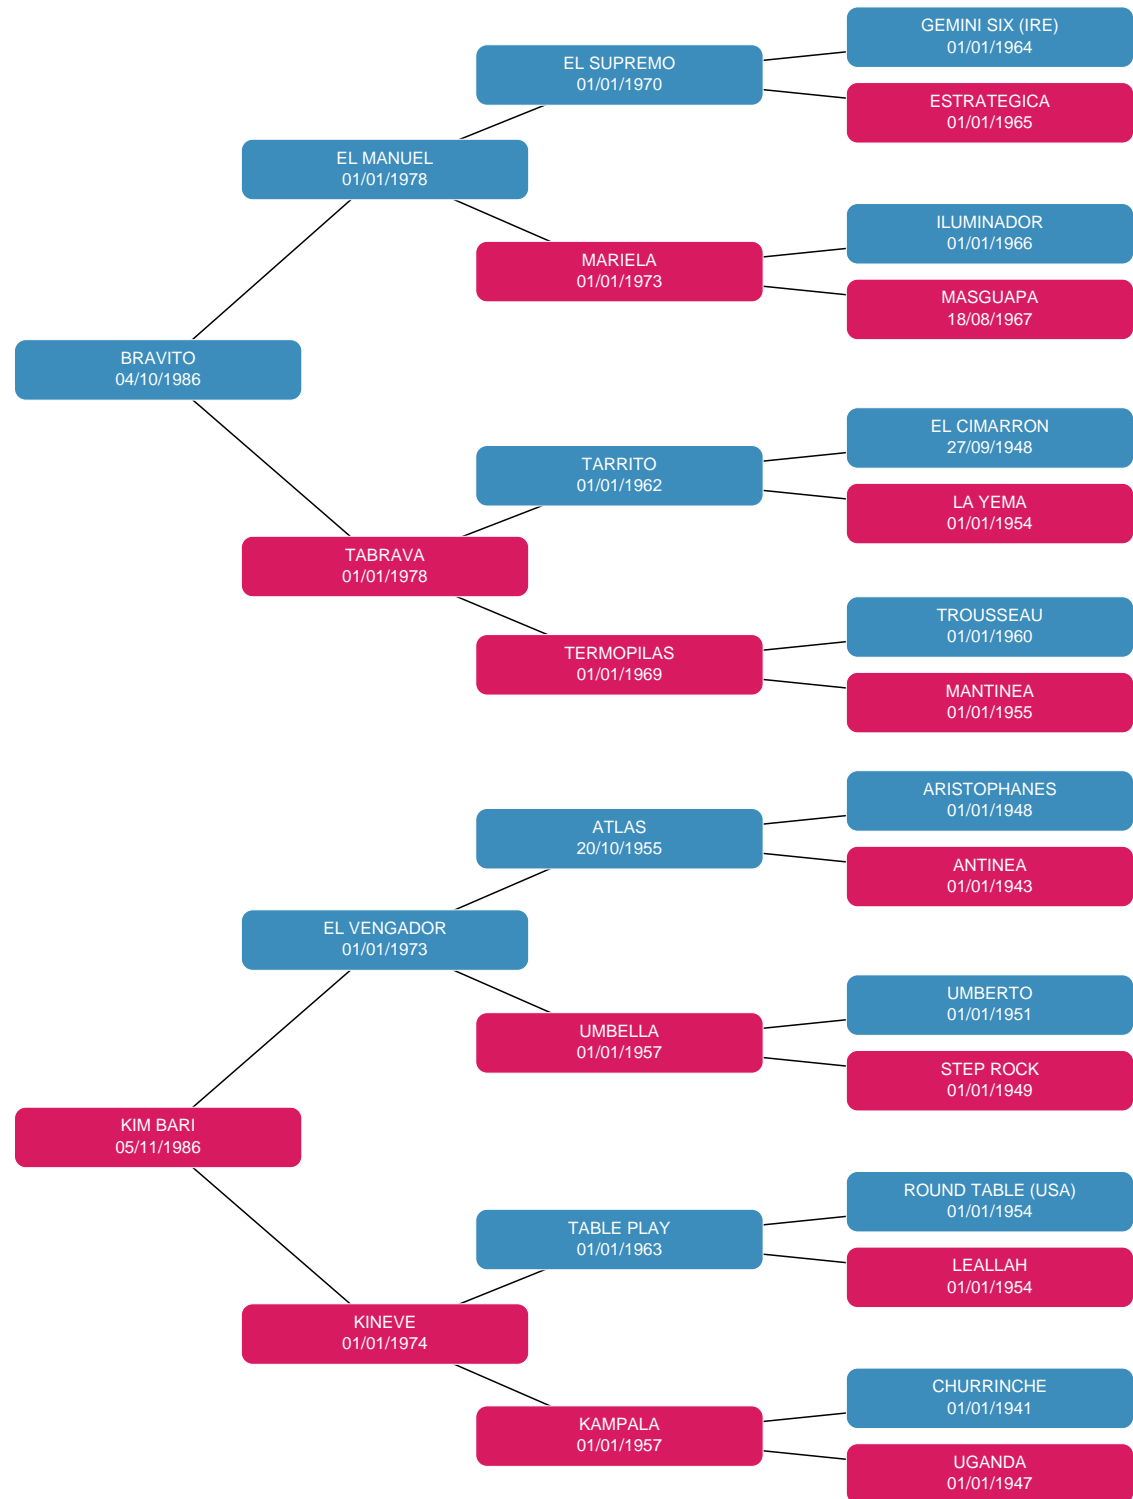 GEMINI SIX (IRE)
01/01/1964
EL SUPREMO
01/01/1970
ESTRATEGICA
01/01/1965
EL MANUEL
01/01/1978
ILUMINADOR
01/01/1966
MARIELA
01/01/1973
MASGUAPA
18/08/1967
BRAVITO
04/10/1986
EL CIMARRON
27/09/1948
TARRITO
01/01/1962
LA YEMA
01/01/1954
TABRAVA
01/01/1978
TROUSSEAU
01/01/1960
TERMOPILAS
01/01/1969
MANTINEA
01/01/1955
ARISTOPHANES
01/01/1948
ATLAS
20/10/1955
ANTINEA
01/01/1943
EL VENGADOR
01/01/1973
UMBERTO
01/01/1951
UMBELLA
01/01/1957
STEP ROCK
01/01/1949
KIM BARI
05/11/1986
ROUND TABLE (USA)
01/01/1954
TABLE PLAY
01/01/1963
LEALLAH
01/01/1954
KINEVE
01/01/1974
CHURRINCHE
01/01/1941
KAMPALA
01/01/1957
UGANDA
01/01/1947